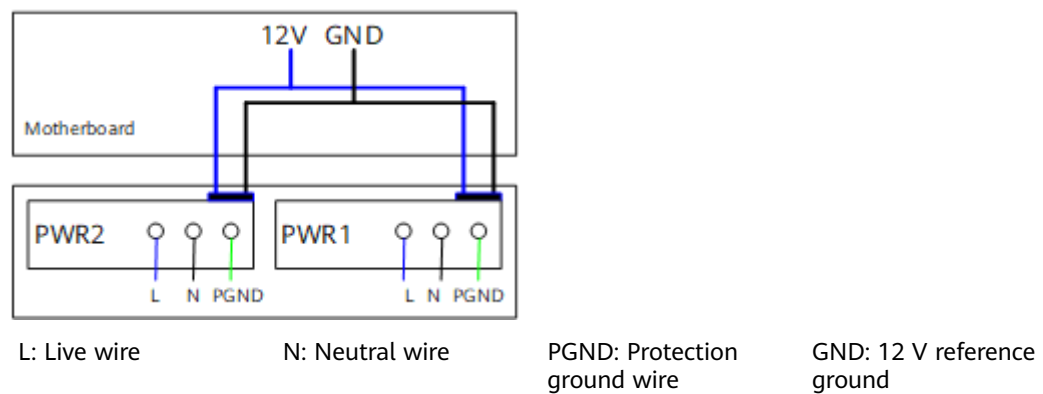 12V GND
Motherboard
PWR2 PWR1
L N PGND L N PGND
L: Live wire N: Neutral wire PGND: Protection ground wire GND: 12 V reference ground